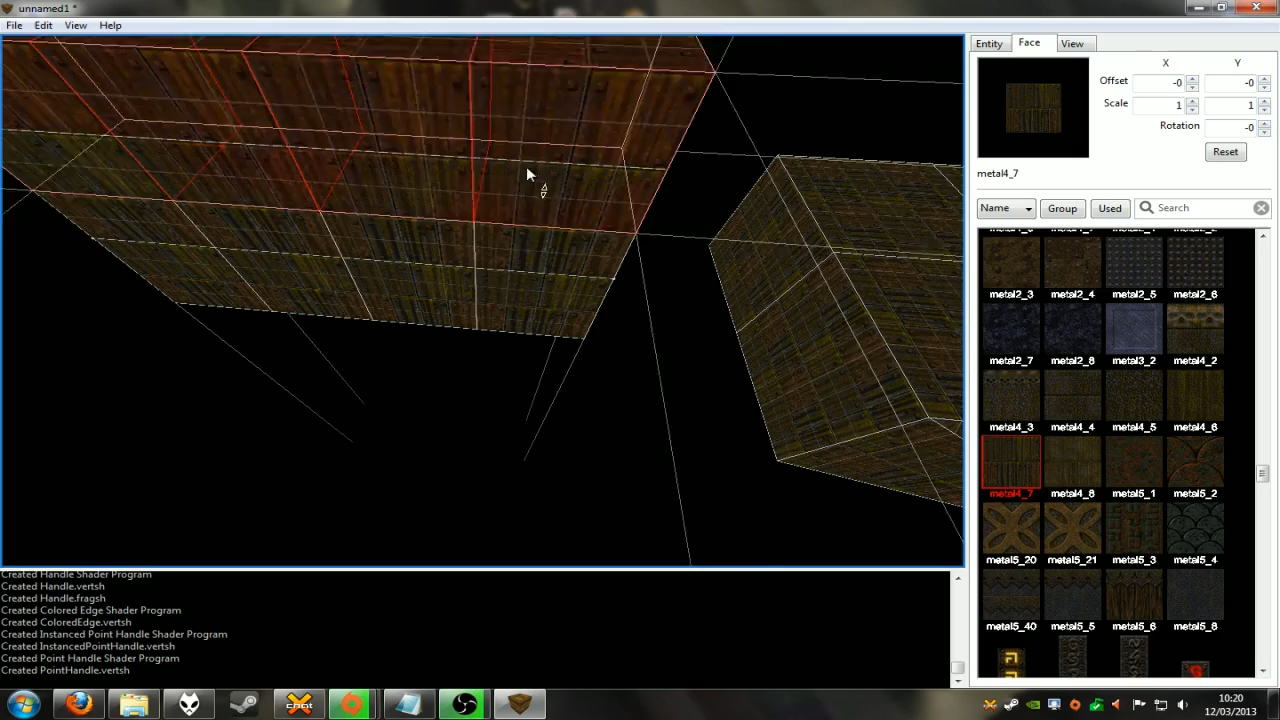 unnamed1 *
File Edit View Help
Entity Face View
X Y
Offset -0 -0
Scale 1 1
Rotation -0
Reset
metal4_7
Name Group Used Search
metal2_3 metal2_4 metal2_5 metal2_6
metal2_7 metal2_8 metal3_2 metal4_2
metal4_3 metal4_4 metal4_5 metal4_6
metal4_7 metal4_8 metal5_1 metal5_2
metal5_20 metal5_21 metal5_3 metal5_4
metal5_40 metal5_5 metal5_6 metal5_8
Created Handle Shader Program
Created Handle.vertsh
Created Handle.fragsh
Created Colored Edge Shader Program
Created ColoredEdge.vertsh
Created Instanced Point Handle Shader Program
Created InstancedPointHandle.vertsh
Created Point Handle Shader Program
Created PointHandle.vertsh
10:20
12/03/2013